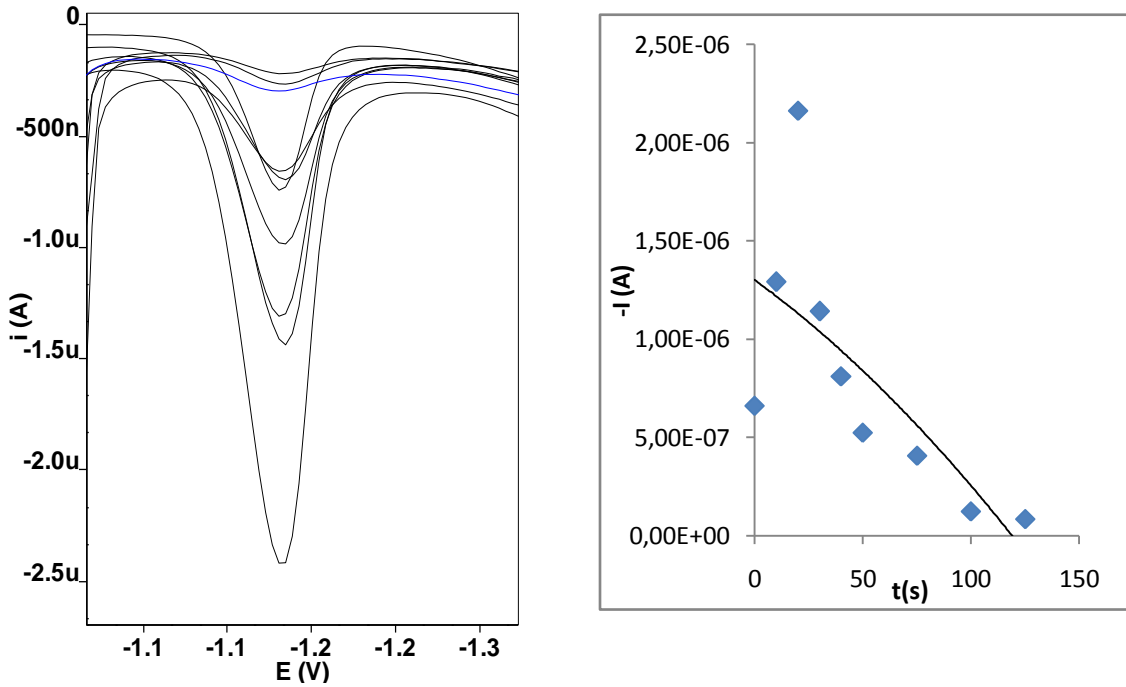 0
-500n
-1.0u
-1.5u
-2.0u
-2.5u
i (A)
-1.1 -1.1 -1.2 -1.2 -1.3
E (V)
2,50E-06
2,00E-06
1,50E-06
1,00E-06
5,00E-07
0,00E+00
-I (A)
0 50 100 150
t(s)